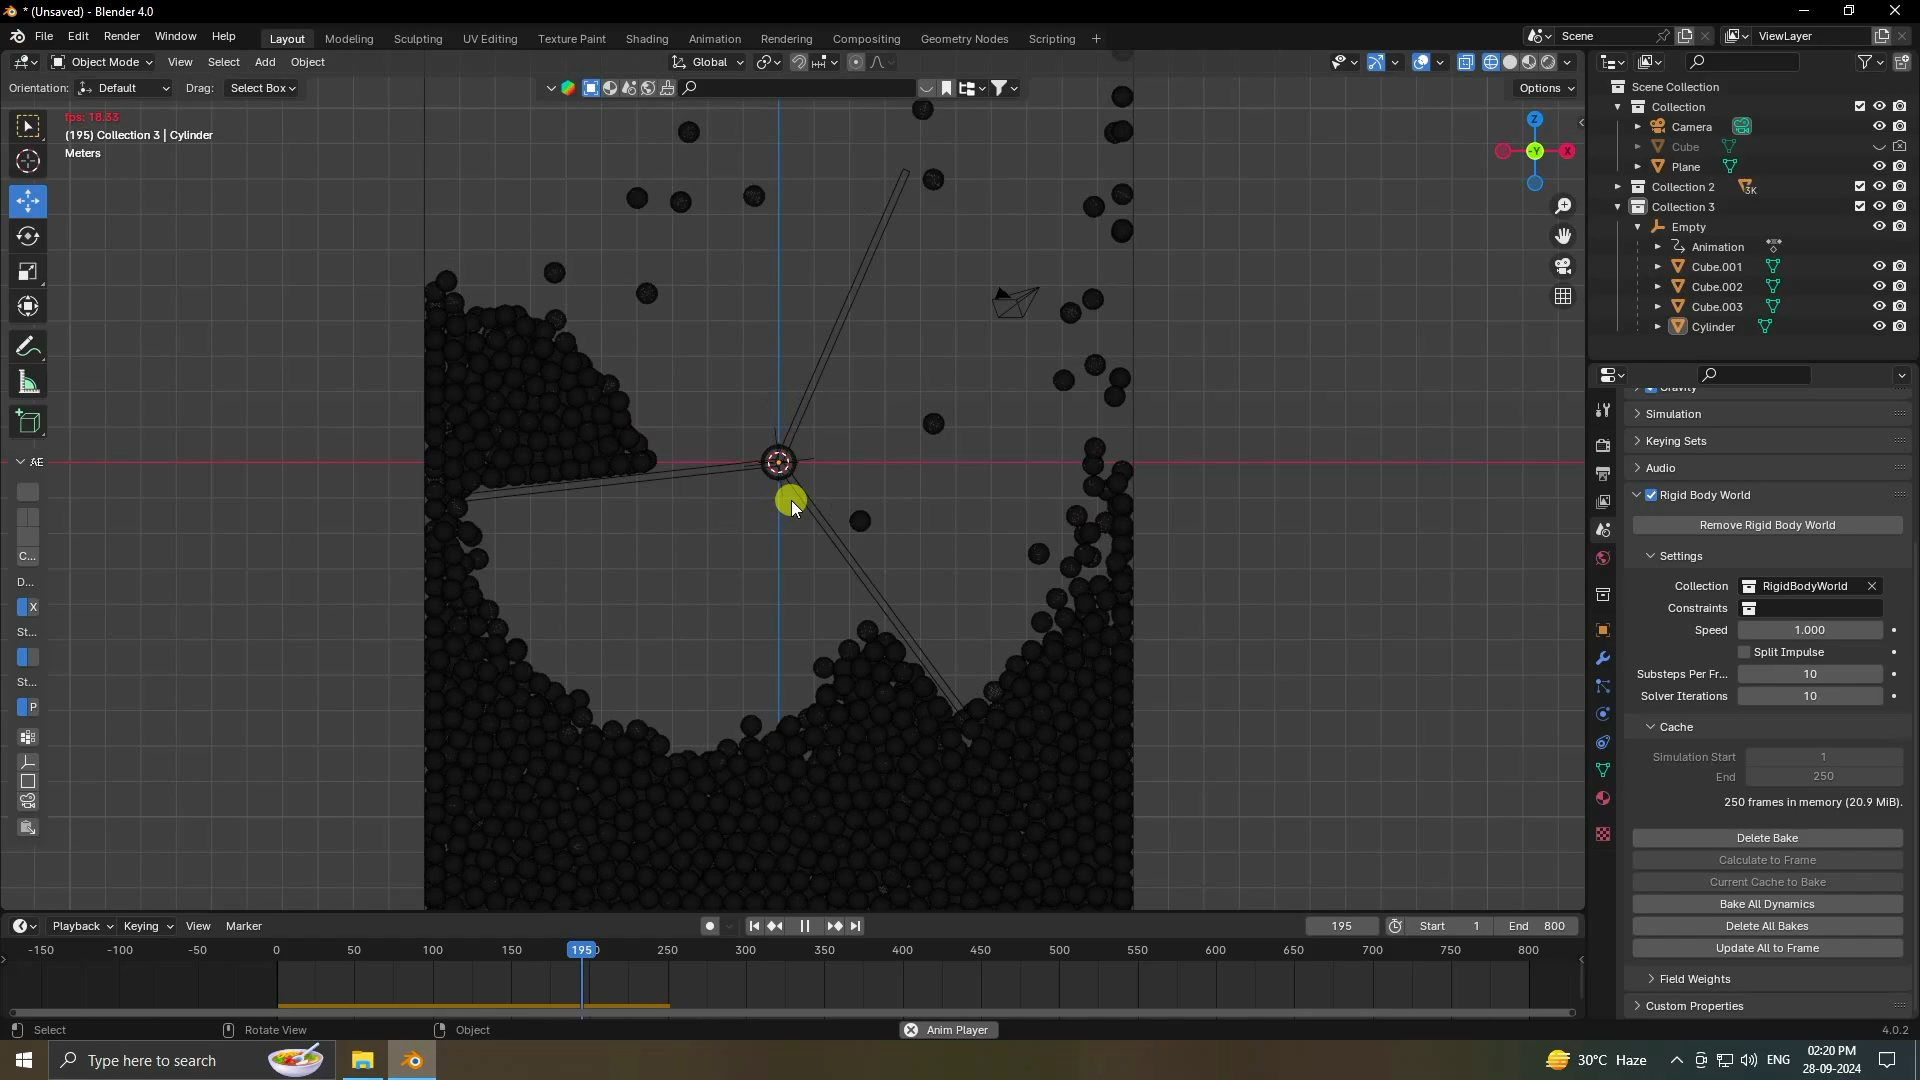 * (Unsaved) - Blender 4.0
File Edit Render Window Help Layout Modeling Sculpting UV Editing Texture Paint Shading Animation Rendering Compositing Geometry Nodes Scripting + Scene ViewLayer
Object Mode View Select Add Object Global
Orientation: Default Drag: Select Box Options
fps: 18.33
(195) Collection 3 | Cylinder
Meters
Z
-Y X
AE
C...
D...
X
St...
St...
P
Scene Collection
Collection
Camera
Cube
Plane
Collection 2 3K
Collection 3
Empty
Animation
Cube.001
Cube.002
Cube.003
Cylinder
Gravity
Simulation
Keying Sets
Audio
Rigid Body World
Remove Rigid Body World
Settings
Collection RigidBodyWorld
Constraints
Speed 1.000
Split Impulse
Substeps Per Fr... 10
Solver Iterations 10
Cache
Simulation Start 1
End 250
250 frames in memory (20.9 MiB).
Delete Bake
Calculate to Frame
Current Cache to Bake
Bake All Dynamics
Delete All Bakes
Update All to Frame
Field Weights
Custom Properties
Playback Keying View Marker 195 Start 1 End 800
-150 -100 -50 0 50 100 150 195 250 300 350 400 450 500 550 600 650 700 750 800
Select Rotate View Object Anim Player 4.0.2
Type here to search 30°C Haze ENG 02:20 PM
28-09-2024